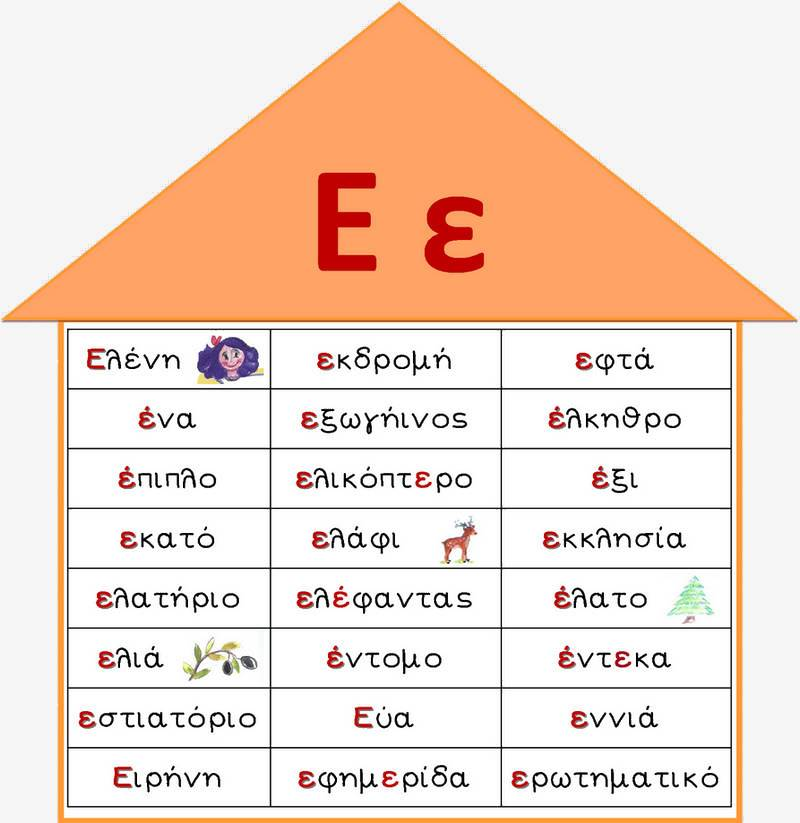 Ε ε
Ελένη εκδρομή εφτά
ένα εξωγήινος έλκηθρο
έπιπλο ελικόπτερο έξι
εκατό ελάφι εκκλησία
ελατήριο ελέφαντας έλατο
ελιά έντομο έντεκα
εστιατόριο Εύα εννιά
Ειρήνη εφημερίδα ερωτηματικό